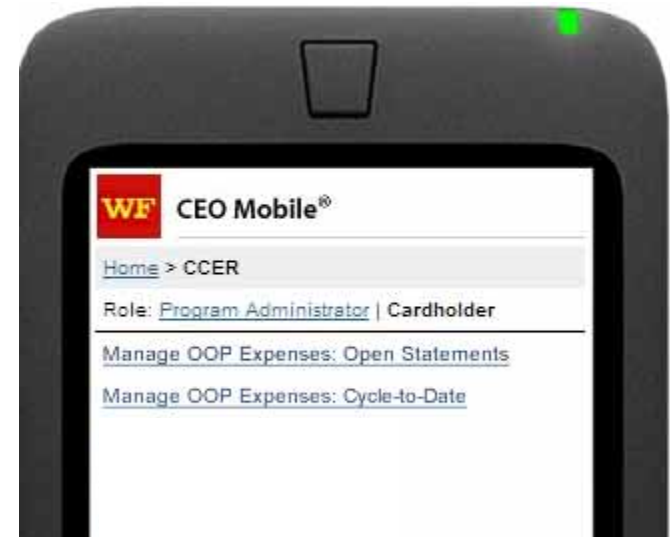 WF CEO Mobile®
Home > CCER
Role: Program Administrator | Cardholder
Manage OOP Expenses: Open Statements
Manage OOP Expenses: Cycle-to-Date